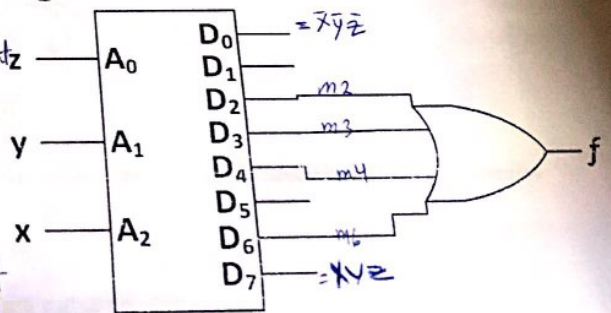 D₀ = x̄ȳz̄
z A₀ D₁
D₂ m2
y A₁ D₃ m3 f
D₄ m4
D₅
x A₂ D₆ m6
D₇ = xyz